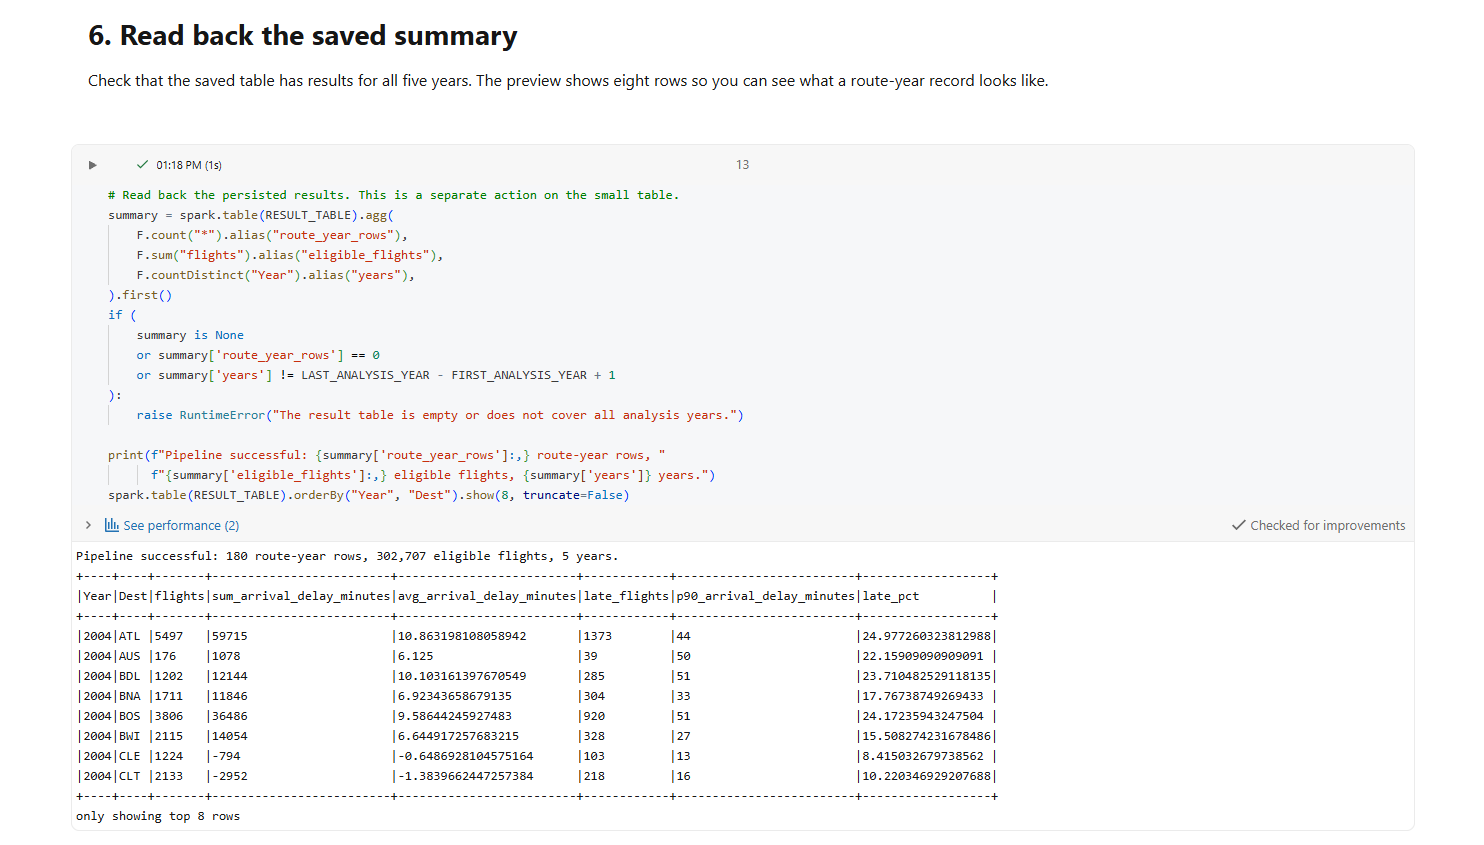 6. Read back the saved summary
Check that the saved table has results for all five years. The preview shows eight rows so you can see what a route-year record looks like.
01:18 PM (1s)
13
# Read back the persisted results. This is a separate action on the small table.
summary = spark.table(RESULT_TABLE).agg(
    F.count("*").alias("route_year_rows"),
    F.sum("flights").alias("eligible_flights"),
    F.countDistinct("Year").alias("years"),
).first()
if (
    summary is None
    or summary['route_year_rows'] == 0
    or summary['years'] != LAST_ANALYSIS_YEAR - FIRST_ANALYSIS_YEAR + 1
):
    raise RuntimeError("The result table is empty or does not cover all analysis years.")
print(f"Pipeline successful: {summary['route_year_rows']:,} route-year rows, "
      f"{summary['eligible_flights']:,} eligible flights, {summary['years']} years.")
spark.table(RESULT_TABLE).orderBy("Year", "Dest").show(8, truncate=False)
See performance (2)
Checked for improvements
Pipeline successful: 180 route-year rows, 302,707 eligible flights, 5 years.
+----+----+-------+-------------------------+-------------------------+------------+-------------------------+------------------+
|Year|Dest|flights|sum_arrival_delay_minutes|avg_arrival_delay_minutes|late_flights|p90_arrival_delay_minutes|late_pct          |
+----+----+-------+-------------------------+-------------------------+------------+-------------------------+------------------+
|2004|ATL |5497   |59715                    |10.863198108058942       |1373        |44                       |24.977260323812988|
|2004|AUS |176    |1078                     |6.125                    |39          |50                       |22.15909090909091 |
|2004|BDL |1202   |12144                    |10.103161397670549       |285         |51                       |23.710482529118135|
|2004|BNA |1711   |11846                    |6.92343658679135         |304         |33                       |17.76738749269433 |
|2004|BOS |3806   |36486                    |9.58644245927483         |920         |51                       |24.17235943247504 |
|2004|BWI |2115   |14054                    |6.644917257683215        |328         |27                       |15.508274231678486|
|2004|CLE |1224   |-794                     |-0.6486928104575164      |103         |13                       |8.415032679738562 |
|2004|CLT |2133   |-2952                    |-1.3839662447257384      |218         |16                       |10.220346929207688|
+----+----+-------+-------------------------+-------------------------+------------+-------------------------+------------------+
only showing top 8 rows